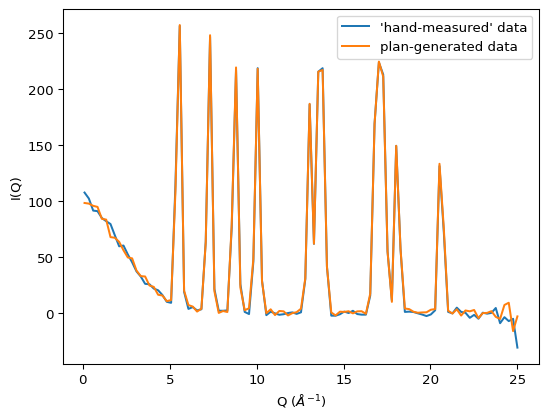 'hand-measured' data
plan-generated data
250
200
150
100
50
0
I(Q)
0 5 10 15 20 25
Q (Å⁻¹)